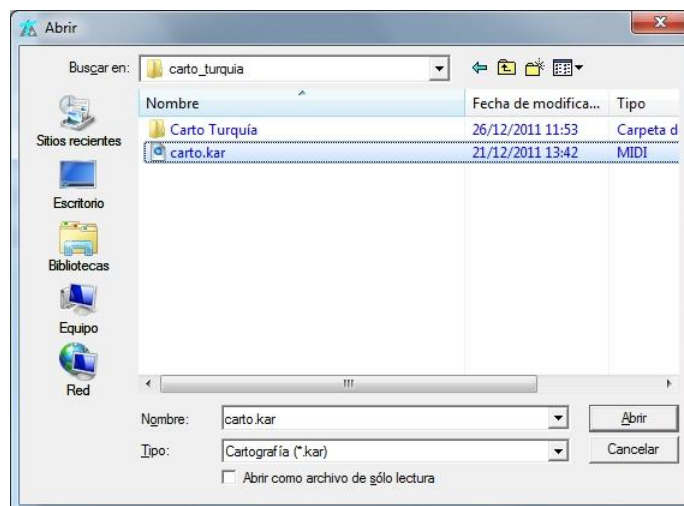 Abrir
Buscar en: carto_turquia
Nombre Fecha de modifica... Tipo
Carto Turquía 26/12/2011 11:53 Carpeta d
carto.kar 21/12/2011 13:42 MIDI
Sitios recientes
Escritorio
Bibliotecas
Equipo
Red
Nombre: carto.kar Abrir
Tipo: Cartografía (*.kar) Cancelar
Abrir como archivo de sólo lectura